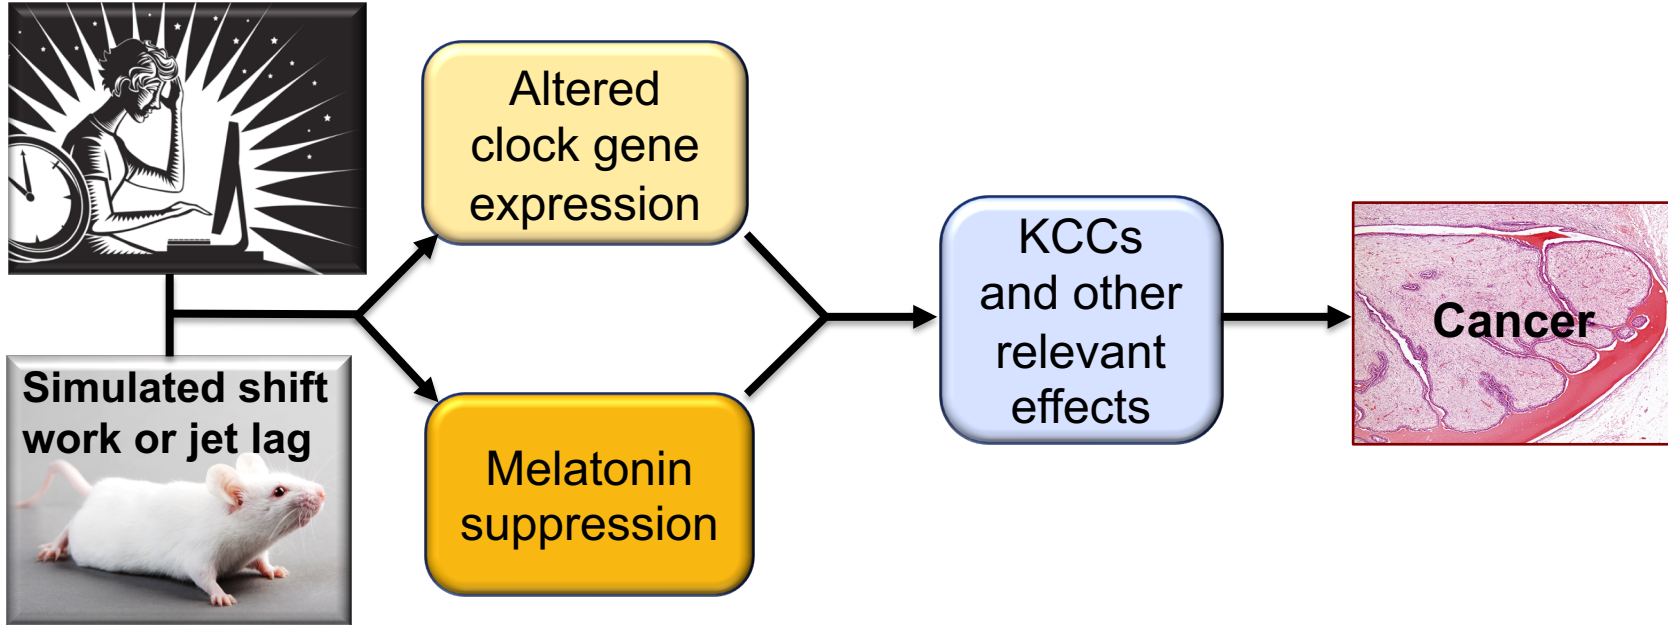 Altered
clock gene
expression
Simulated shift
work or jet lag
Melatonin
suppression
KCCs
and other
relevant
effects
Cancer